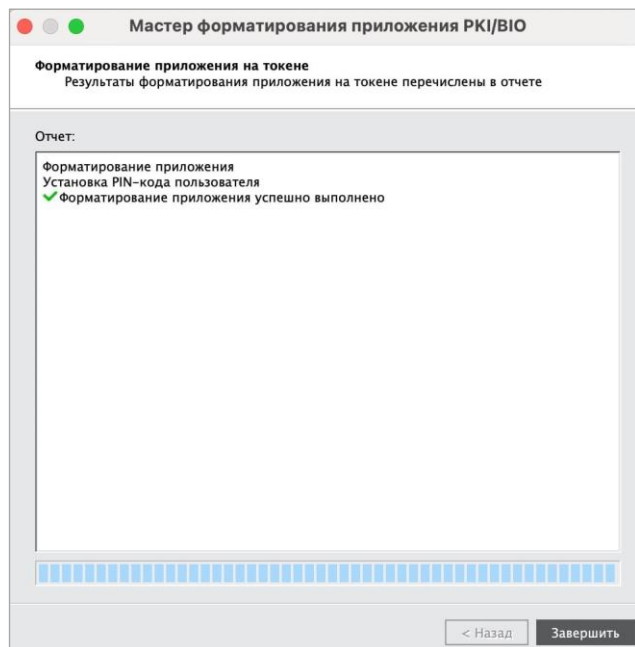 Мастер форматирования приложения PKI/BIO
Форматирование приложения на токене
Результаты форматирования приложения на токене перечислены в отчете
Отчет:
Форматирование приложения
Установка PIN-кода пользователя
Форматирование приложения успешно выполнено
< Назад
Завершить